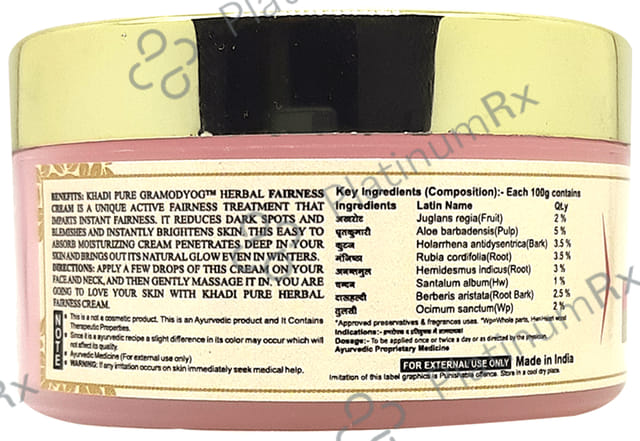 BENEFITS: KHADI PURE GRAMODYOG™ HERBAL FAIRNESS
CREAM IS A UNIQUE ACTIVE FAIRNESS TREATMENT THAT
IMPARTS INSTANT FAIRNESS. IT REDUCES DARK SPOTS AND
BLEMISHES AND INSTANTLY BRIGHTENS SKIN. THIS EASY TO
ABSORB MOISTURIZING CREAM PENETRATES DEEP IN YOUR
SKIN AND BRINGS OUT ITS NATURAL GLOW EVEN IN WINTERS.
DIRECTIONS: APPLY A FEW DROPS OF THIS CREAM ON YOUR
FACE AND NECK, AND THEN GENTLY MASSAGE IT IN. YOU ARE
GOING TO LOVE YOUR SKIN WITH KHADI PURE HERBAL
FAIRNESS CREAM.
NOTE
• This is a not a cosmetic product. This is an Ayurvedic product and It Contains
Therapeutic Properties.
• Since it is a ayurvedic recipe a slight difference in its color may occur which will
not affect its quality.
• Ayurvedic Medicine (For external use only)
• WARNING: If any irritation occurs on skin immediately seek medical help.
Key Ingredients (Composition):- Each 100g contains
Ingredients Latin Name QLy
अखरोट Juglans regia(Fruit) 2 %
घृतकुमारी Aloe barbadensis(Pulp) 5 %
कुटज Holarrhena antidysentrica(Bark) 3.5 %
मंजिष्ठा Rubia cordifolia(Root) 3.5 %
अनन्तमूल Hemidesmus indicus(Root) 3 %
चन्दन Santalum album(Hw) 1 %
दारूहल्दी Berberis aristata(Root Bark) 2.5 %
तुलसी Ocimum sanctum(Wp) 2 %
*Approved preservatives & fragrances uses. *Wp=Whole parts, Hw=Heart wood
Indications:-
Dosage:- To be applied once or twice a day or as directed by the physician.
Ayurvedic Proprietary Medicine
FOR EXTERNAL USE ONLY Made in India
Imitation of this label graphics is Punishable offence. Store in a cool dry place.
PlatinumRx
PlatinumRx